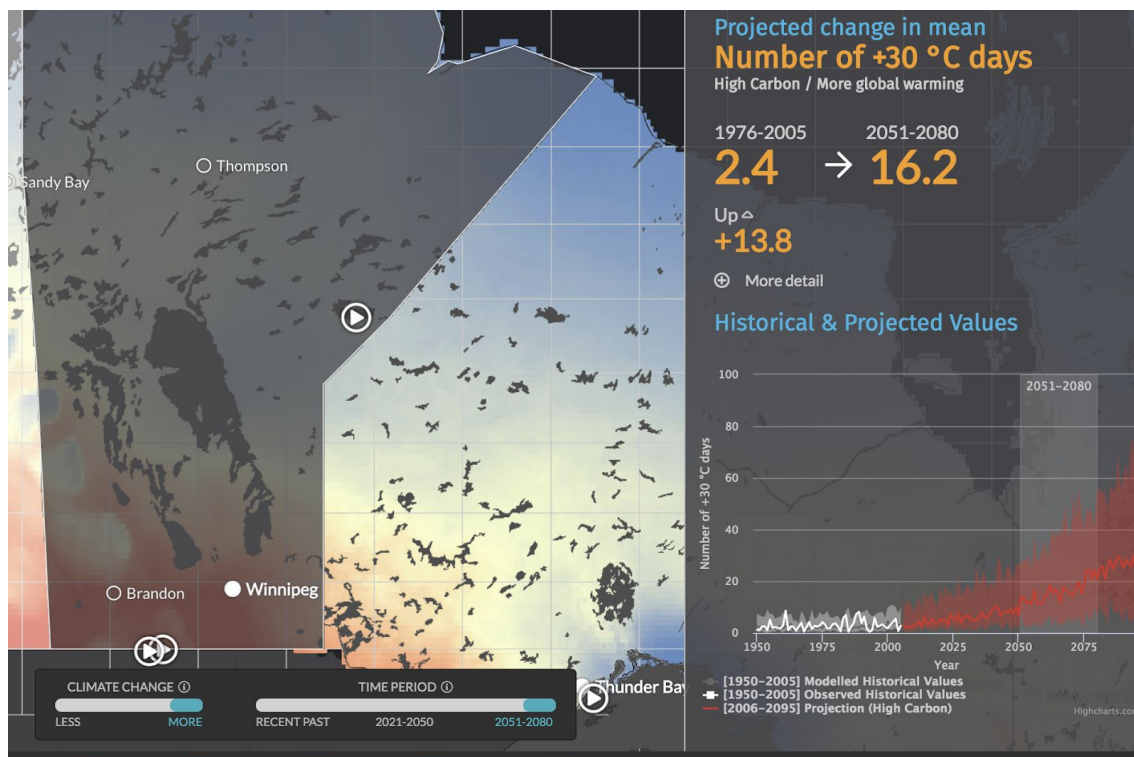 Thompson
Sandy Bay
Brandon
Winnipeg
Thunder Bay
CLIMATE CHANGE ⓘ
LESS
MORE
TIME PERIOD ⓘ
RECENT PAST
2021-2050
2051-2080
Projected change in mean
Number of +30 °C days
High Carbon / More global warming
1976-2005
2051-2080
2.4 → 16.2
Up
+13.8
More detail
Historical & Projected Values
Number of +30 °C days
100
80
60
40
20
0
2051–2080
1950
1975
2000
2025
2050
2075
Year
[1950–2005] Modelled Historical Values
[1950–2005] Observed Historical Values
[2006–2095] Projection (High Carbon)